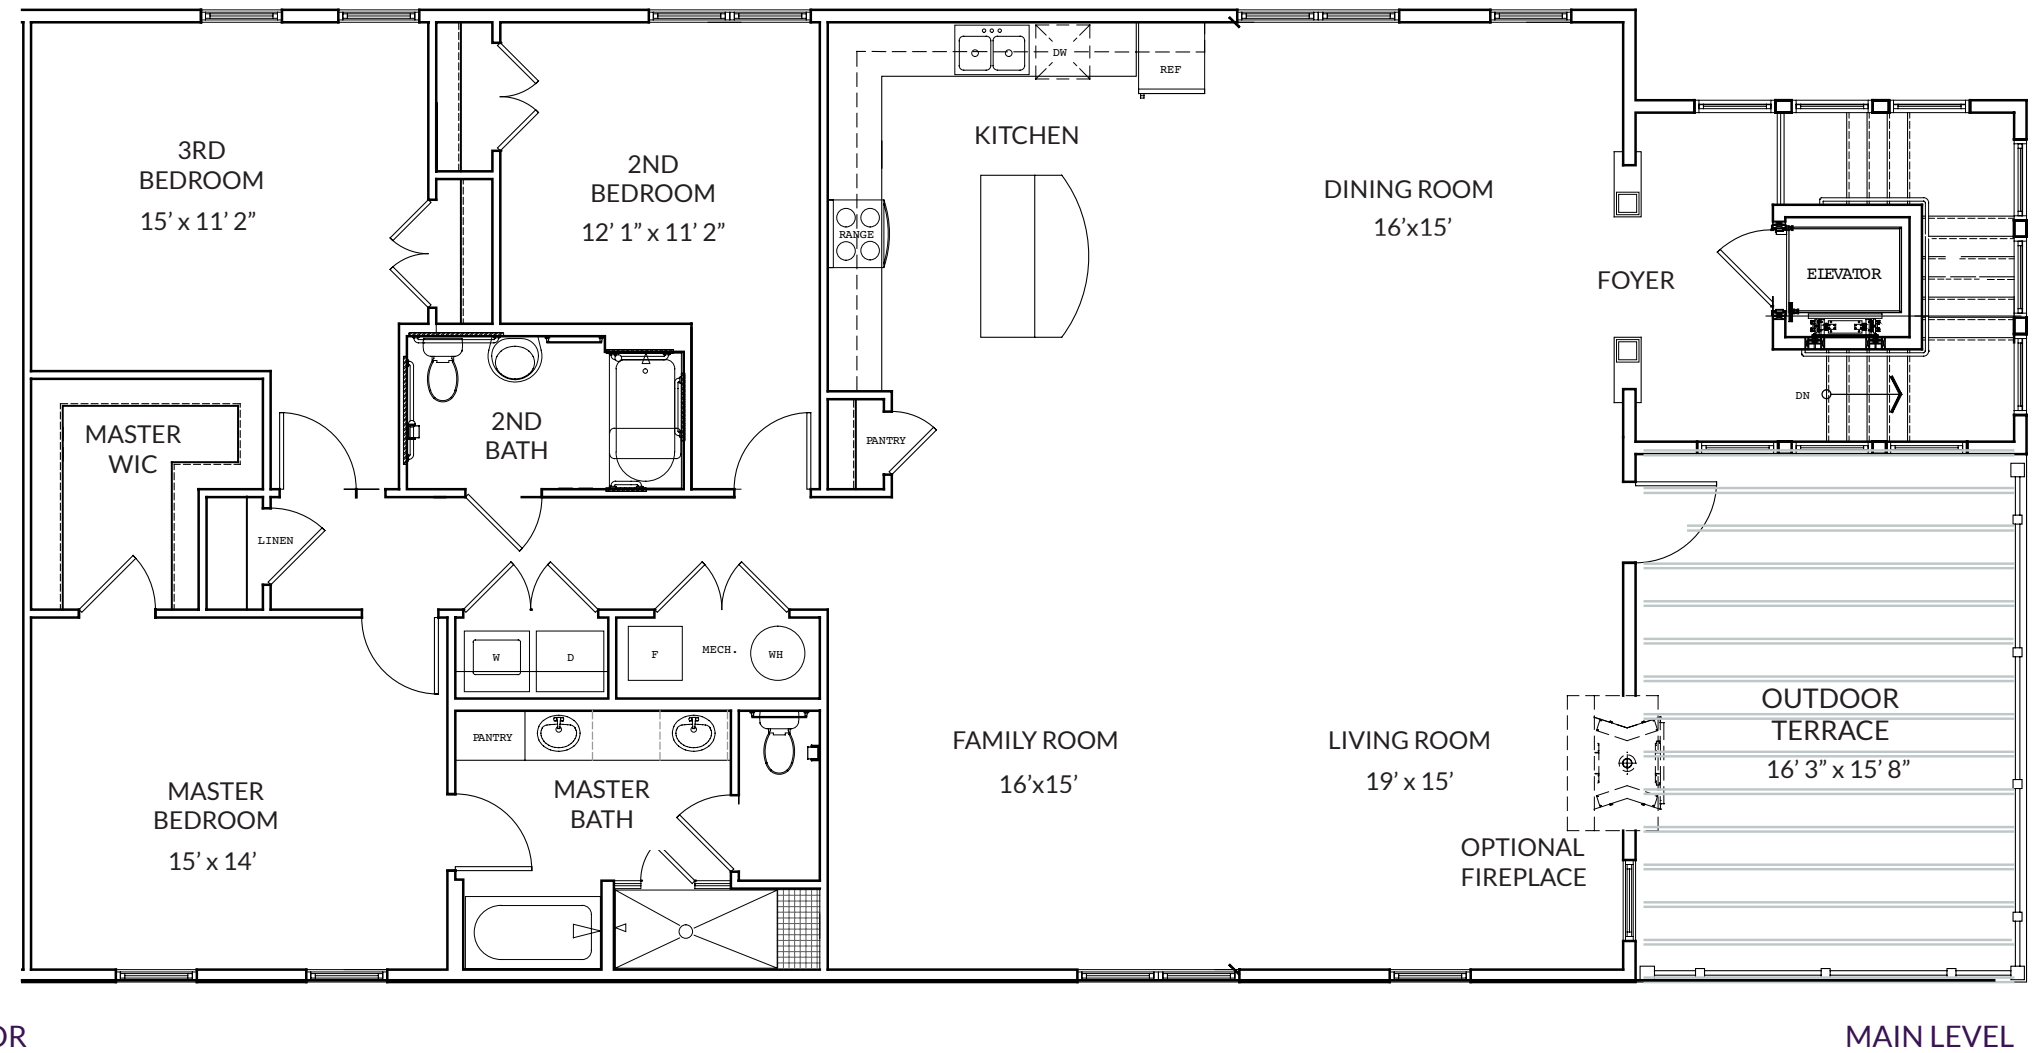 3RD
BEDROOM
15’ x 11’ 2”
2ND
BEDROOM
12’ 1” x 11’ 2”
DW
REF
KITCHEN
RANGE
DINING ROOM
16’x15’
FOYER
ELEVATOR
DN
MASTER
WIC
2ND
BATH
PANTRY
LINEN
W
D
F
MECH.
WH
PANTRY
MASTER
BATH
MASTER
BEDROOM
15’ x 14’
FAMILY ROOM
16’x15’
LIVING ROOM
19’ x 15’
OPTIONAL
FIREPLACE
OUTDOOR
TERRACE
16’ 3” x 15’ 8”
OR
MAIN LEVEL